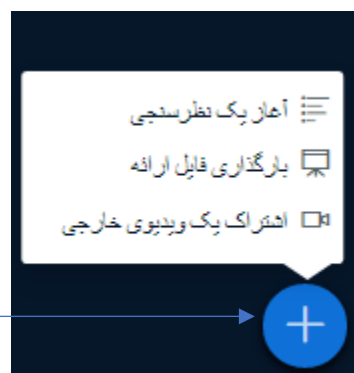 آغاز یک نظرسنجی
بارگذاری فایل ارائه
اشتراک یک ویدیوی خارجی